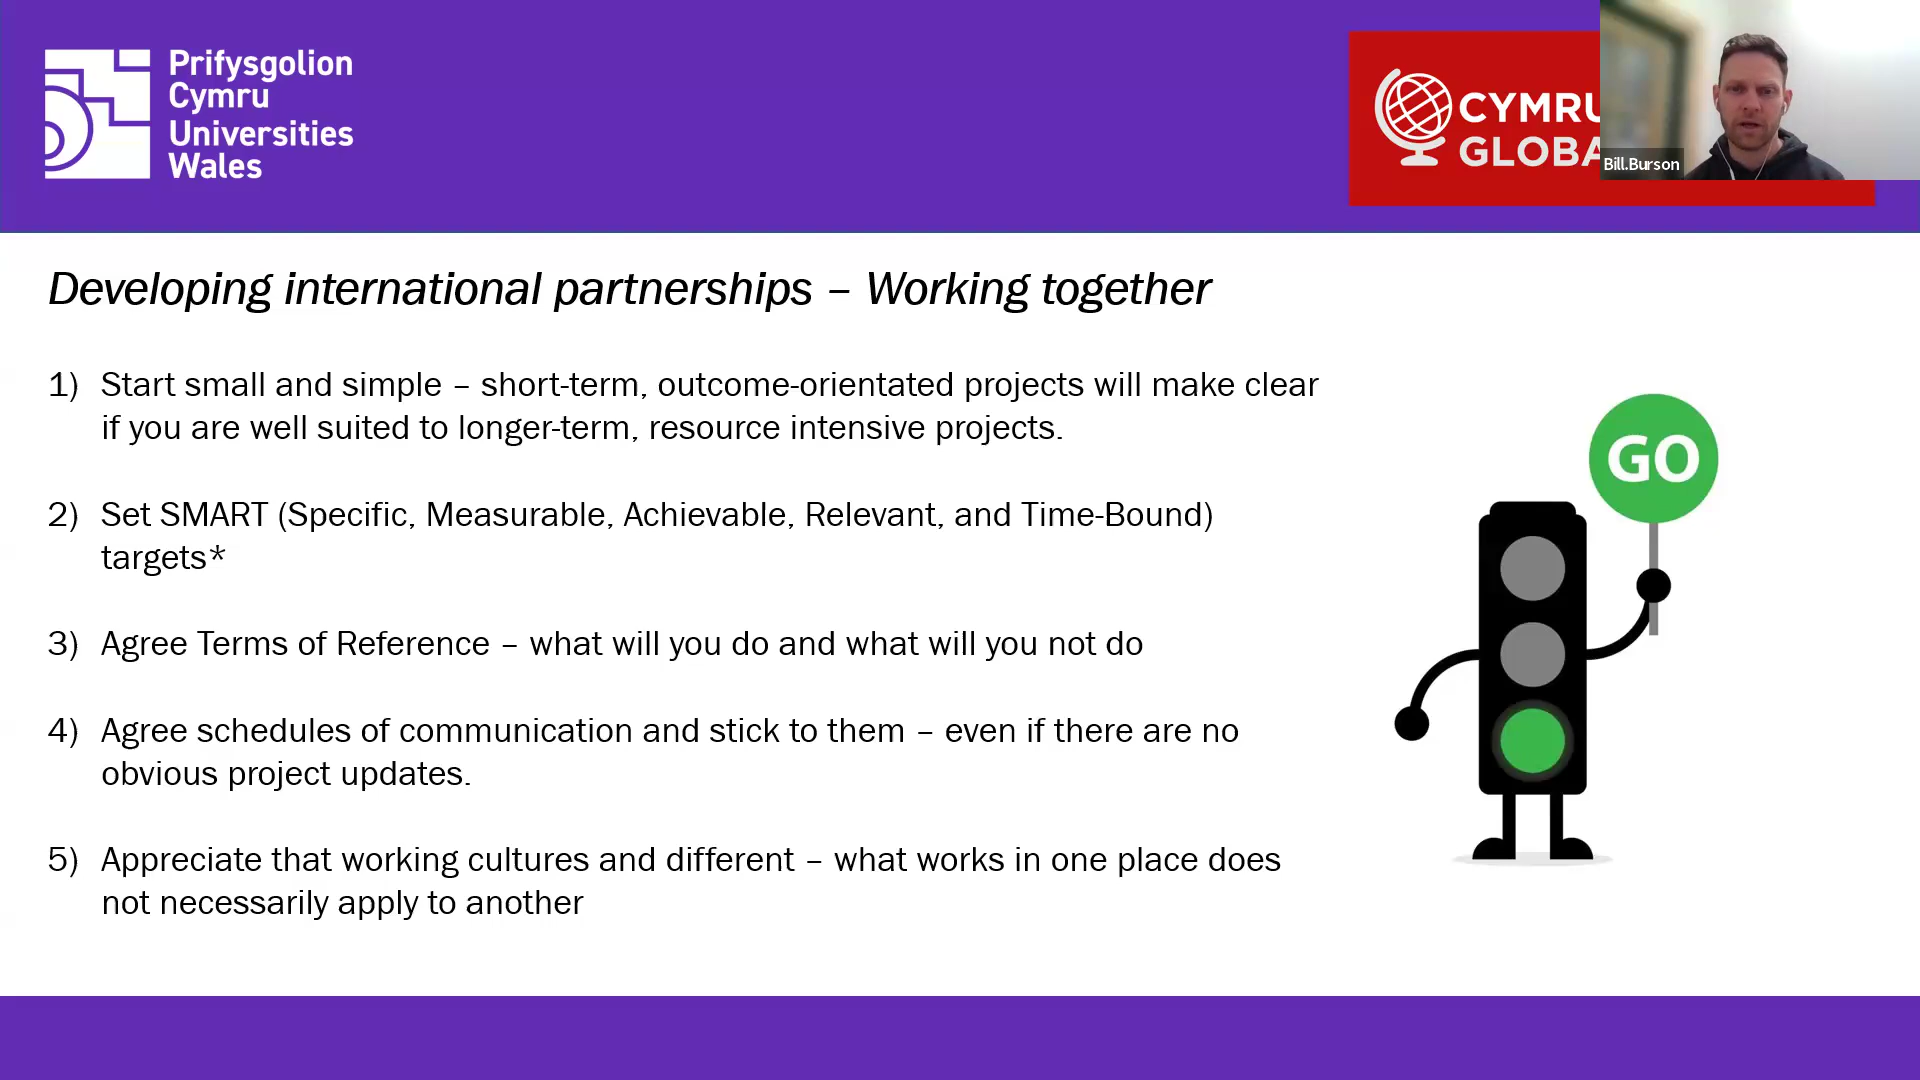 Prifysgolion
Cymru
Universities
Wales
CYMRU
GLOBA
Bill.Burson
Developing international partnerships – Working together
1) Start small and simple – short-term, outcome-orientated projects will make clear
if you are well suited to longer-term, resource intensive projects.
2) Set SMART (Specific, Measurable, Achievable, Relevant, and Time-Bound)
targets*
3) Agree Terms of Reference – what will you do and what will you not do
4) Agree schedules of communication and stick to them – even if there are no
obvious project updates.
5) Appreciate that working cultures and different – what works in one place does
not necessarily apply to another
GO